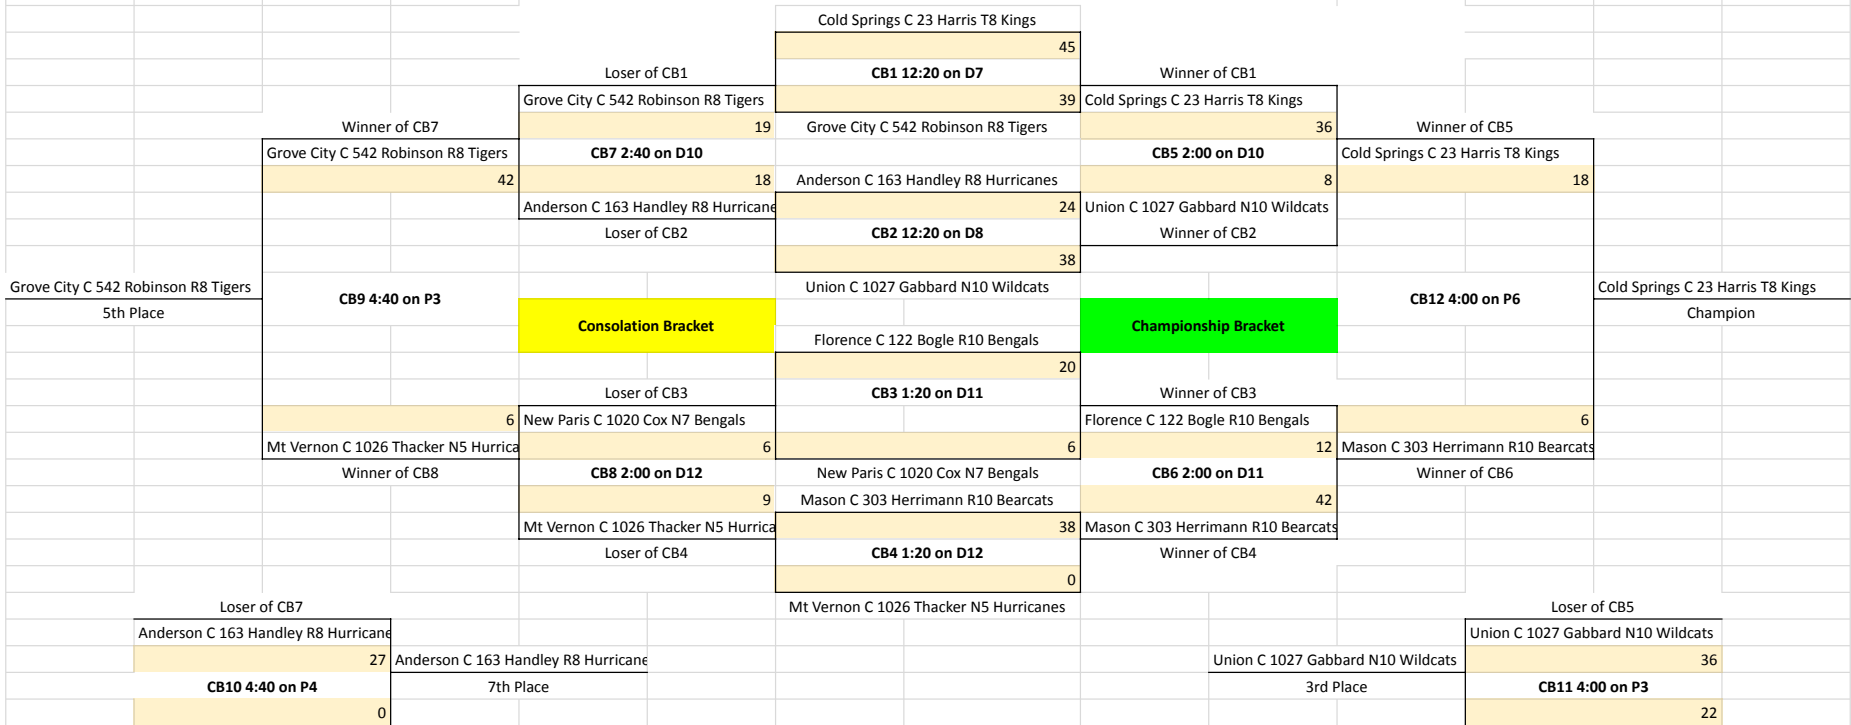 Cold Springs C 23 Harris T8 Kings
45
Loser of CB1 CB1 12:20 on D7 Winner of CB1
Grove City C 542 Robinson R8 Tigers 39 Cold Springs C 23 Harris T8 Kings
Winner of CB7 19 Grove City C 542 Robinson R8 Tigers 36 Winner of CB5
Grove City C 542 Robinson R8 Tigers CB7 2:40 on D10 CB5 2:00 on D10 Cold Springs C 23 Harris T8 Kings
42 18 Anderson C 163 Handley R8 Hurricanes 8 18
Anderson C 163 Handley R8 Hurricane 24 Union C 1027 Gabbard N10 Wildcats
Loser of CB2 CB2 12:20 on D8 Winner of CB2
38
Grove City C 542 Robinson R8 Tigers Union C 1027 Gabbard N10 Wildcats Cold Springs C 23 Harris T8 Kings
CB9 4:40 on P3 CB12 4:00 on P6
5th Place Champion
Consolation Bracket Championship Bracket
Florence C 122 Bogle R10 Bengals
20
Loser of CB3 CB3 1:20 on D11 Winner of CB3
6 New Paris C 1020 Cox N7 Bengals Florence C 122 Bogle R10 Bengals 6
Mt Vernon C 1026 Thacker N5 Hurrica 6 6 12 Mason C 303 Herrimann R10 Bearcats
Winner of CB8 CB8 2:00 on D12 New Paris C 1020 Cox N7 Bengals CB6 2:00 on D11 Winner of CB6
9 Mason C 303 Herrimann R10 Bearcats 42
Mt Vernon C 1026 Thacker N5 Hurrica 38 Mason C 303 Herrimann R10 Bearcats
Loser of CB4 CB4 1:20 on D12 Winner of CB4
0
Loser of CB7 Mt Vernon C 1026 Thacker N5 Hurricanes Loser of CB5
Anderson C 163 Handley R8 Hurricane Union C 1027 Gabbard N10 Wildcats
27 Anderson C 163 Handley R8 Hurricane Union C 1027 Gabbard N10 Wildcats 36
CB10 4:40 on P4 7th Place 3rd Place CB11 4:00 on P3
0 22